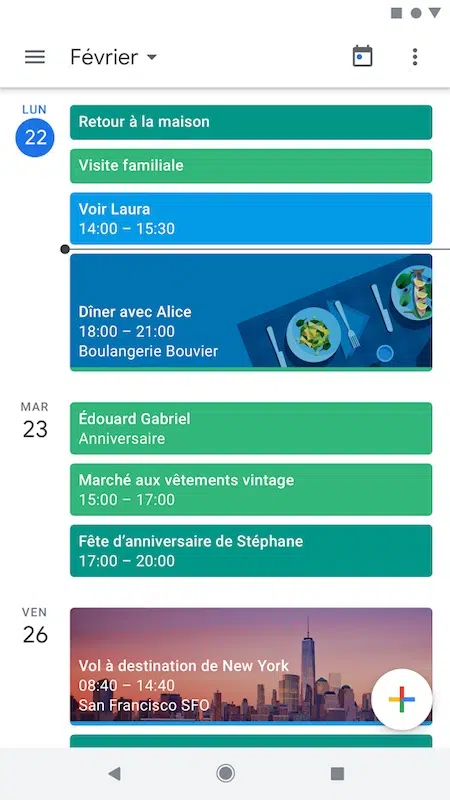 Février
LUN
22
Retour à la maison
Visite familiale
Voir Laura
14:00 – 15:30
Dîner avec Alice
18:00 – 21:00
Boulangerie Bouvier
MAR
23
Édouard Gabriel
Anniversaire
Marché aux vêtements vintage
15:00 – 17:00
Fête d’anniversaire de Stéphane
17:00 – 20:00
VEN
26
Vol à destination de New York
08:40 – 14:40
San Francisco SFO